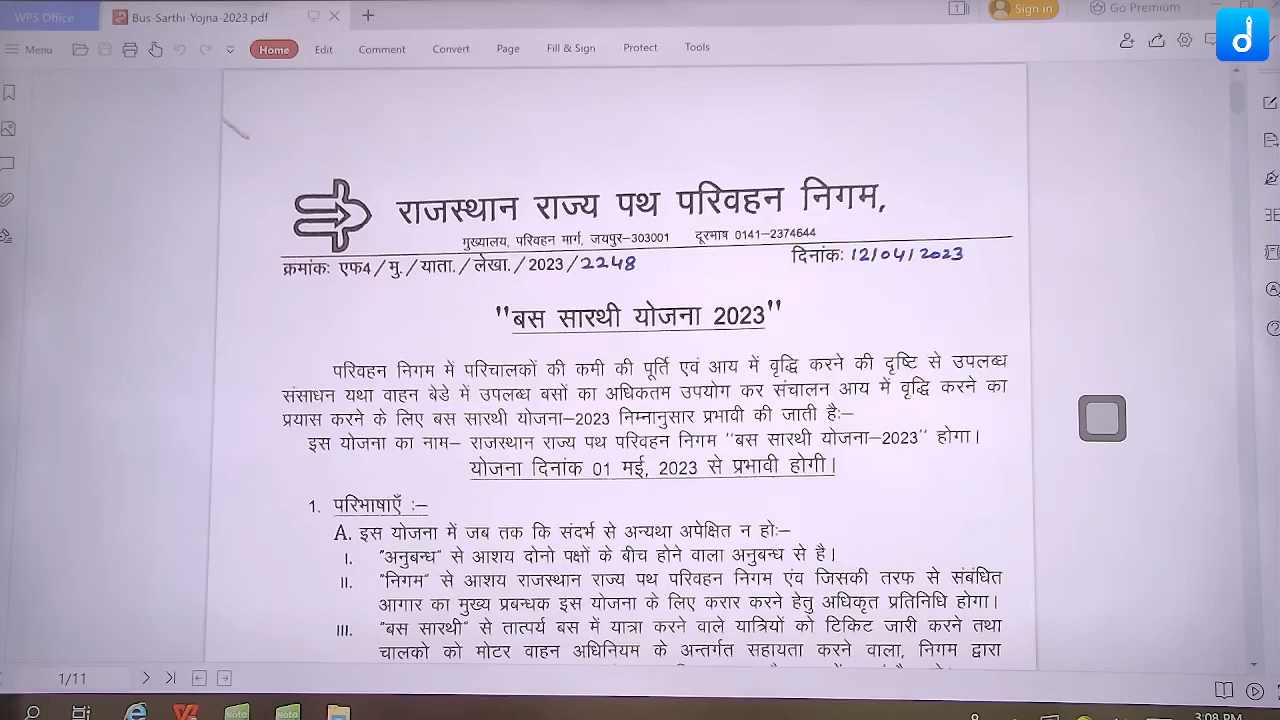 WPS Office
Bus-Sarthi-Yojna-2023.pdf
Sign in
Go Premium
Menu
Home
Edit
Comment
Convert
Page
Fill & Sign
Protect
Tools
राजस्थान राज्य पथ परिवहन निगम,
मुख्यालय, परिवहन मार्ग, जयपुर–303001 दूरभाष 0141–2374644
क्रमांकः एफ4/मु./याता./लेखा./2023/2248 दिनांकः 12/04/2023
"बस सारथी योजना 2023"
परिवहन निगम में परिचालकों की कमी की पूर्ति एवं आय में वृद्धि करने की दृष्टि से उपलब्ध
संसाधन यथा वाहन बेडे में उपलब्ध बसों का अधिकतम उपयोग कर संचालन आय में वृद्धि करने का
प्रयास करने के लिए बस सारथी योजना–2023 निम्नानुसार प्रभावी की जाती हैः–
इस योजना का नाम– राजस्थान राज्य पथ परिवहन निगम "बस सारथी योजना–2023" होगा।
योजना दिनांक 01 मई, 2023 से प्रभावी होगी।
1. परिभाषाएँ :–
A. इस योजना में जब तक कि संदर्भ से अन्यथा अपेक्षित न होः–
I. "अनुबन्ध" से आशय दोनो पक्षों के बीच होने वाला अनुबन्ध से है।
II. "निगम" से आशय राजस्थान राज्य पथ परिवहन निगम एंव जिसकी तरफ से संबंधित
आगार का मुख्य प्रबन्धक इस योजना के लिए करार करने हेतु अधिकृत प्रतिनिधि होगा।
III. "बस सारथी" से तात्पर्य बस में यात्रा करने वाले यात्रियों को टिकिट जारी करने तथा
चालको को मोटर वाहन अधिनियम के अन्तर्गत सहायता करने वाला, निगम द्वारा
1/11
3:08 PM